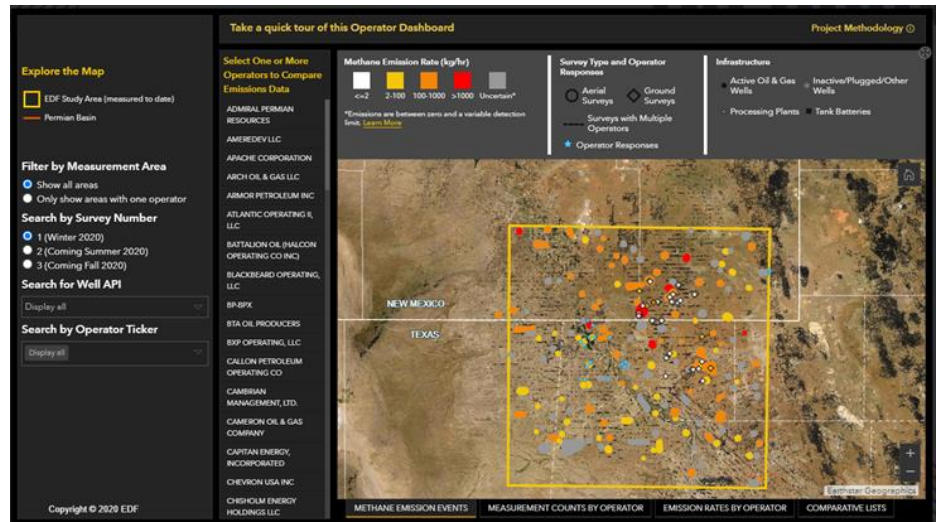 Take a quick tour of this Operator Dashboard
Project Methodology
Explore the Map
EDF Study Area (measured to date)
Permian Basin
Filter by Measurement Area
Show all areas
Only show areas with one operator
Search by Survey Number
1 (Winter 2020)
2 (Coming Summer 2020)
3 (Coming Fall 2020)
Search for Well API
Display all
Search by Operator Ticker
Display all
Copyright © 2020 EDF
Select One or More
Operators to Compare
Emissions Data
ADMIRAL PERMIAN
RESOURCES
AMEREDEV LLC
APACHE CORPORATION
ARCH OIL & GAS LLC
ARMOR PETROLEUM INC
ATLANTIC OPERATING II,
LLC
BATTALION OIL (HALCON
OPERATING CO INC)
BLACKBEARD OPERATING,
LLC
BP-BPX
BTA OIL PRODUCERS
BXP OPERATING, LLC
CALLON PETROLEUM
OPERATING CO
CAMBRIAN
MANAGEMENT, LTD.
CAMERON OIL & GAS
COMPANY
CAPITAN ENERGY,
INCORPORATED
CHEVRON USA INC
CHISHOLM ENERGY
HOLDINGS LLC
Methane Emission Rate (kg/hr)
<=2 2-100 100-1000 >1000 Uncertain*
*Emissions are between zero and a variable detection
limit. Learn More
Survey Type and Operator
Responses
Aerial
Surveys
Ground
Surveys
Surveys with Multiple
Operators
Operator Responses
Infrastructure
Active Oil & Gas
Wells
Inactive/Plugged/Other
Wells
Processing Plants
Tank Batteries
NEW MEXICO
TEXAS
Earthstar Geographics
METHANE EMISSION EVENTS
MEASUREMENT COUNTS BY OPERATOR
EMISSION RATES BY OPERATOR
COMPARATIVE LISTS